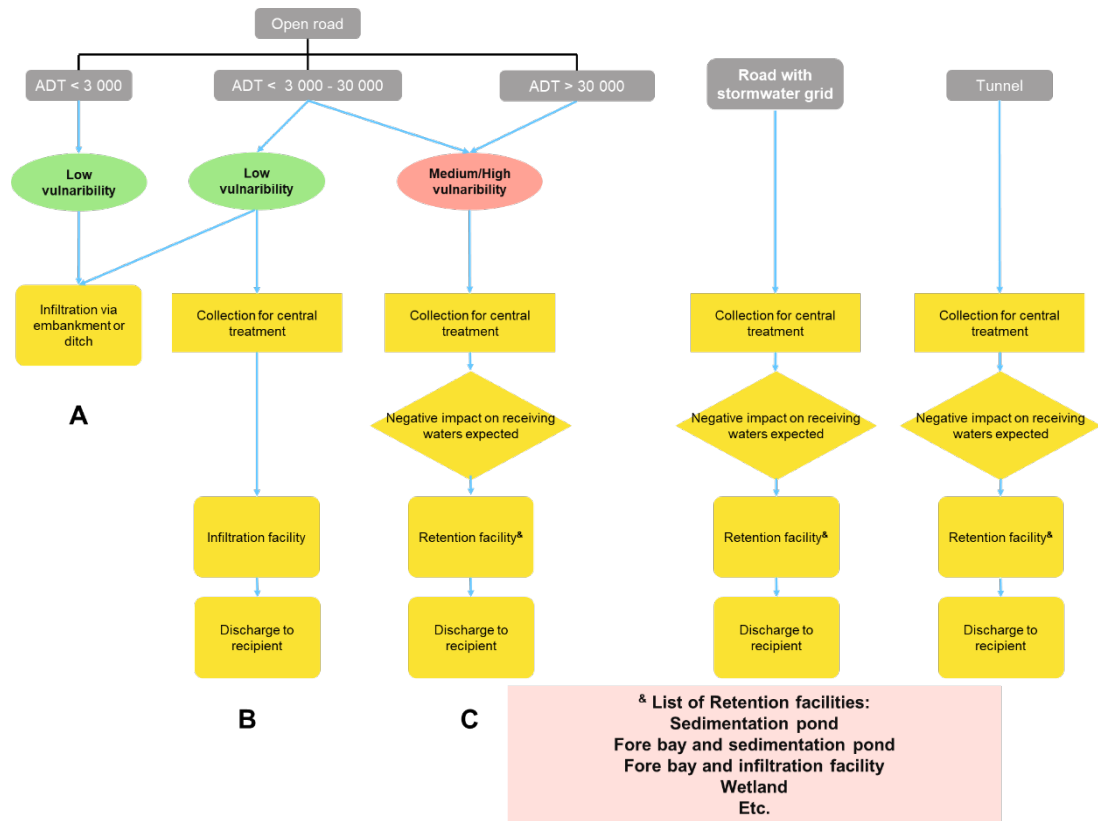 Open road
ADT < 3 000
ADT < 3 000 - 30 000
ADT > 30 000
Road with
stormwater grid
Tunnel
Low
vulnaribility
Low
vulnaribility
Medium/High
vulnaribility
Infiltration via
embankment or
ditch
Collection for central
treatment
Collection for central
treatment
Collection for central
treatment
Collection for central
treatment
A
Negative impact on receiving
waters expected
Negative impact on receiving
waters expected
Negative impact on receiving
waters expected
Infiltration facility
Retention facility&
Retention facility&
Retention facility&
Discharge to
recipient
Discharge to
recipient
Discharge to
recipient
Discharge to
recipient
B
C
& List of Retention facilities:
Sedimentation pond
Fore bay and sedimentation pond
Fore bay and infiltration facility
Wetland
Etc.